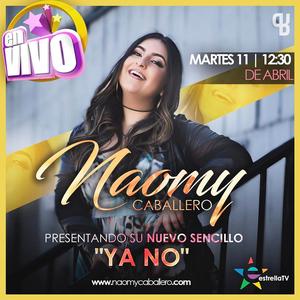 en
VIVO
MARTES 11 | 12:30
DE ABRIL
Naomy
CABALLERO
PRESENTANDO SU NUEVO SENCILLO
"YA NO"
www.naomycaballero.com
estrellaTV